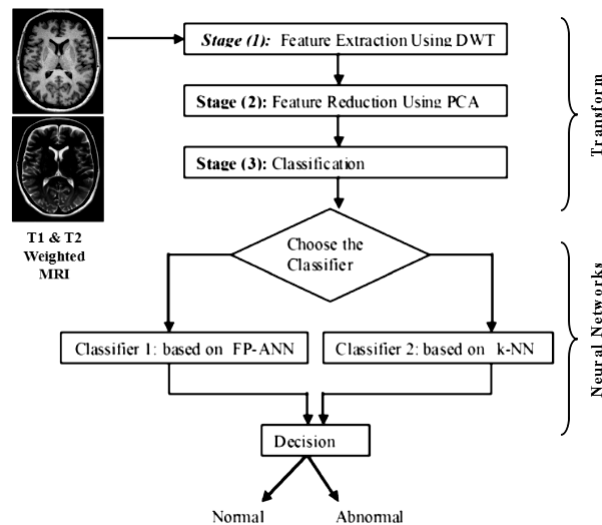 Stage (1): Feature Extraction Using DWT
Stage (2): Feature Reduction Using PCA
Stage (3): Classification
Transform
T1 & T2
Weighted
MRI
Choose the
Classifier
Classifier 1: based on FP-ANN
Classifier 2: based on k-NN
Neural Networks
Decision
Normal
Abnormal